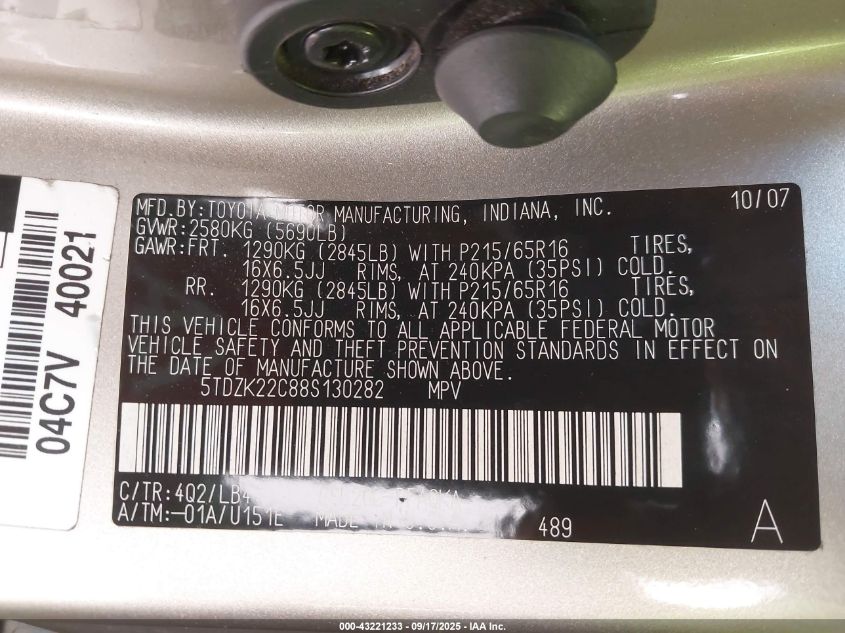 MFD.BY:TOYOTA MOTOR MANUFACTURING, INDIANA, INC. 10/07
GVWR:2580KG (5690LB)
GAWR:FRT. 1290KG (2845LB) WITH P215/65R16 TIRES,
16X6.5JJ RIMS, AT 240KPA (35PSI) COLD.
RR. 1290KG (2845LB) WITH P215/65R16 TIRES,
16X6.5JJ RIMS, AT 240KPA (35PSI) COLD.
THIS VEHICLE CONFORMS TO ALL APPLICABLE FEDERAL MOTOR
VEHICLE SAFETY AND THEFT PREVENTION STANDARDS IN EFFECT ON
THE DATE OF MANUFACTURE SHOWN ABOVE.
5TDZK22C88S130282 MPV
C/TR:4Q2/LB4
A/TM:-01A/U151E MADE IN 489 A
04C7V 40021
000-43221233 - 09/17/2025 - IAA Inc.